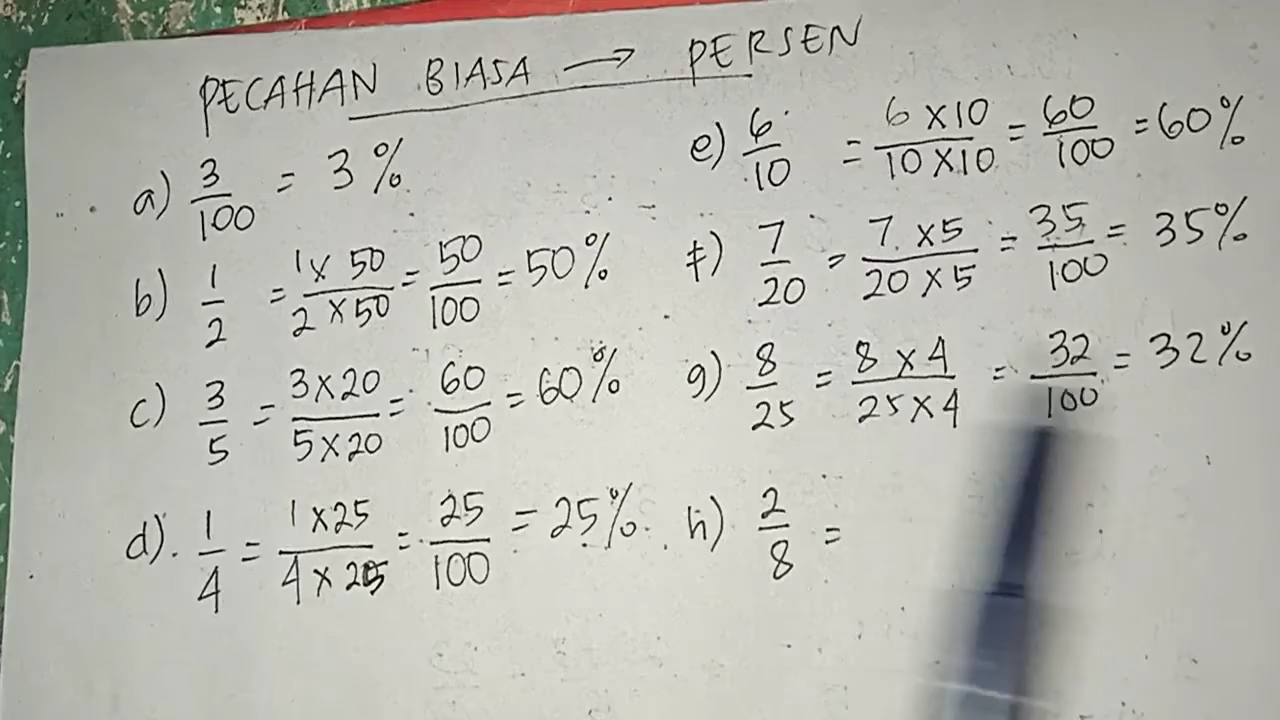 PECAHAN BIASA → PERSEN
a) 3/100 = 3%
b) 1/2 = 1 x 50 / 2 x 50 = 50/100 = 50%
c) 3/5 = 3 x 20 / 5 x 20 = 60/100 = 60%
d). 1/4 = 1 x 25 / 4 x 25 = 25/100 = 25%
e) 6/10 = 6 x 10 / 10 x 10 = 60/100 = 60%
f) 7/20 = 7 x 5 / 20 x 5 = 35/100 = 35%
g) 8/25 = 8 x 4 / 25 x 4 = 32/100 = 32%
h) 2/8 =